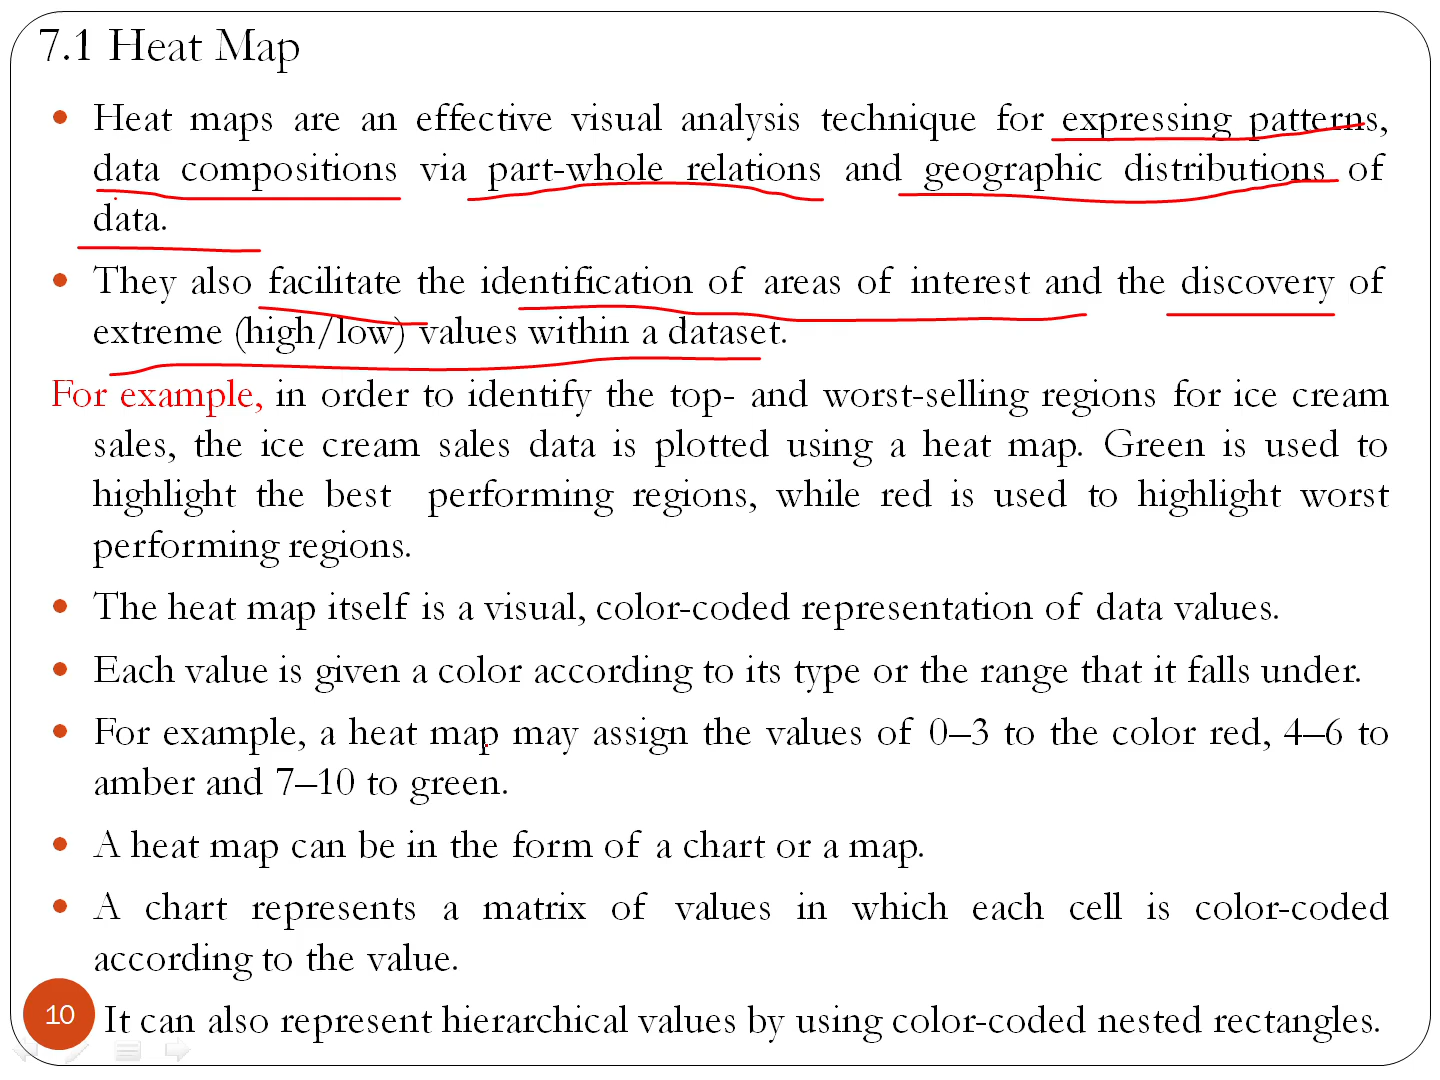 7.1 Heat Map
• Heat maps are an effective visual analysis technique for expressing patterns,
data compositions via part-whole relations and geographic distributions of
data.
• They also facilitate the identification of areas of interest and the discovery of
extreme (high/low) values within a dataset.
For example, in order to identify the top- and worst-selling regions for ice cream
sales, the ice cream sales data is plotted using a heat map. Green is used to
highlight the best performing regions, while red is used to highlight worst
performing regions.
• The heat map itself is a visual, color-coded representation of data values.
• Each value is given a color according to its type or the range that it falls under.
• For example, a heat map may assign the values of 0–3 to the color red, 4–6 to
amber and 7–10 to green.
• A heat map can be in the form of a chart or a map.
• A chart represents a matrix of values in which each cell is color-coded
according to the value.
10 It can also represent hierarchical values by using color-coded nested rectangles.